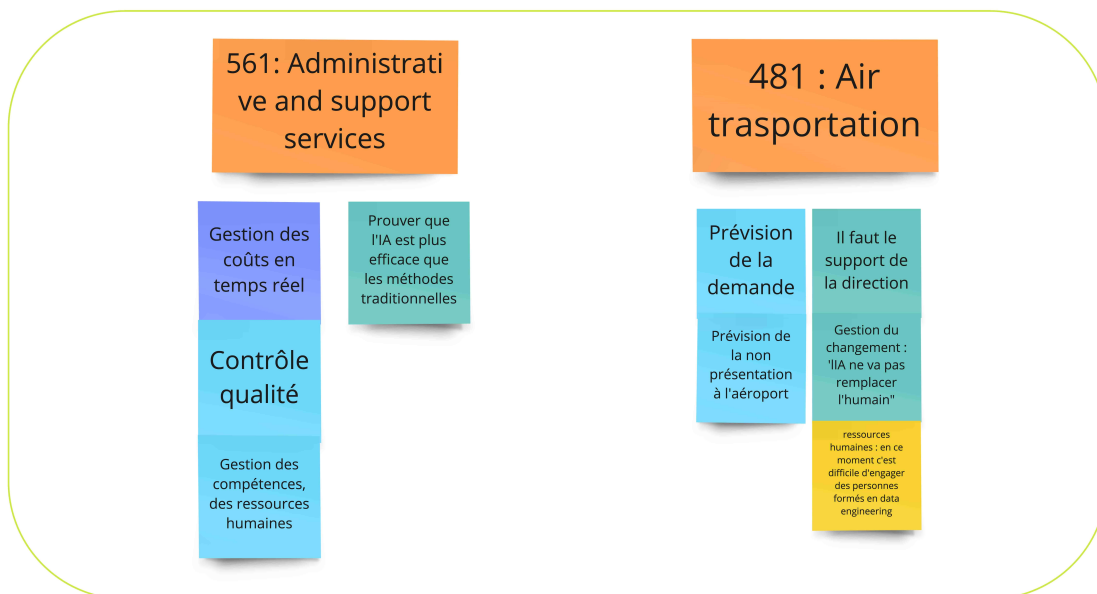 561: Administrati
ve and support
services
Gestion des
coûts en
temps réel
Prouver que
l'IA est plus
efficace que
les méthodes
traditionnelles
Contrôle
qualité
Gestion des
compétences,
des ressources
humaines
481 : Air
trasportation
Prévision
de la
demande
Il faut le
support de
la direction
Prévision de
la non
présentation
à l'aéroport
Gestion du
changement :
'lIA ne va pas
remplacer
l'humain"
ressources
humaines : en ce
moment c'est
difficile d'engager
des personnes
formés en data
engineering